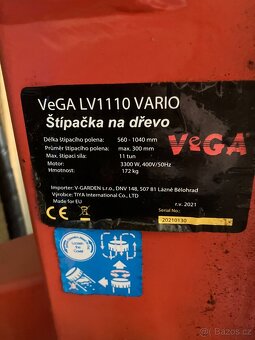 VeGA LV1110 VARIO
Štípačka na dřevo
Délka štípacího polena: 560 - 1040 mm
Průměr štípacího polena: max. 300 mm
Max. štípací síla: 11 tun
Motor: 3300 W, 400V/50Hz
Hmotnost: 172 kg
VeGA
Importer: V-GARDEN s.r.o., DNV 148, 507 81 Lázně Bělohrad
Výrobce: TIYA International Co., LTD
Made for EU
r.v. 2021
Serial No.:
20210130
CE